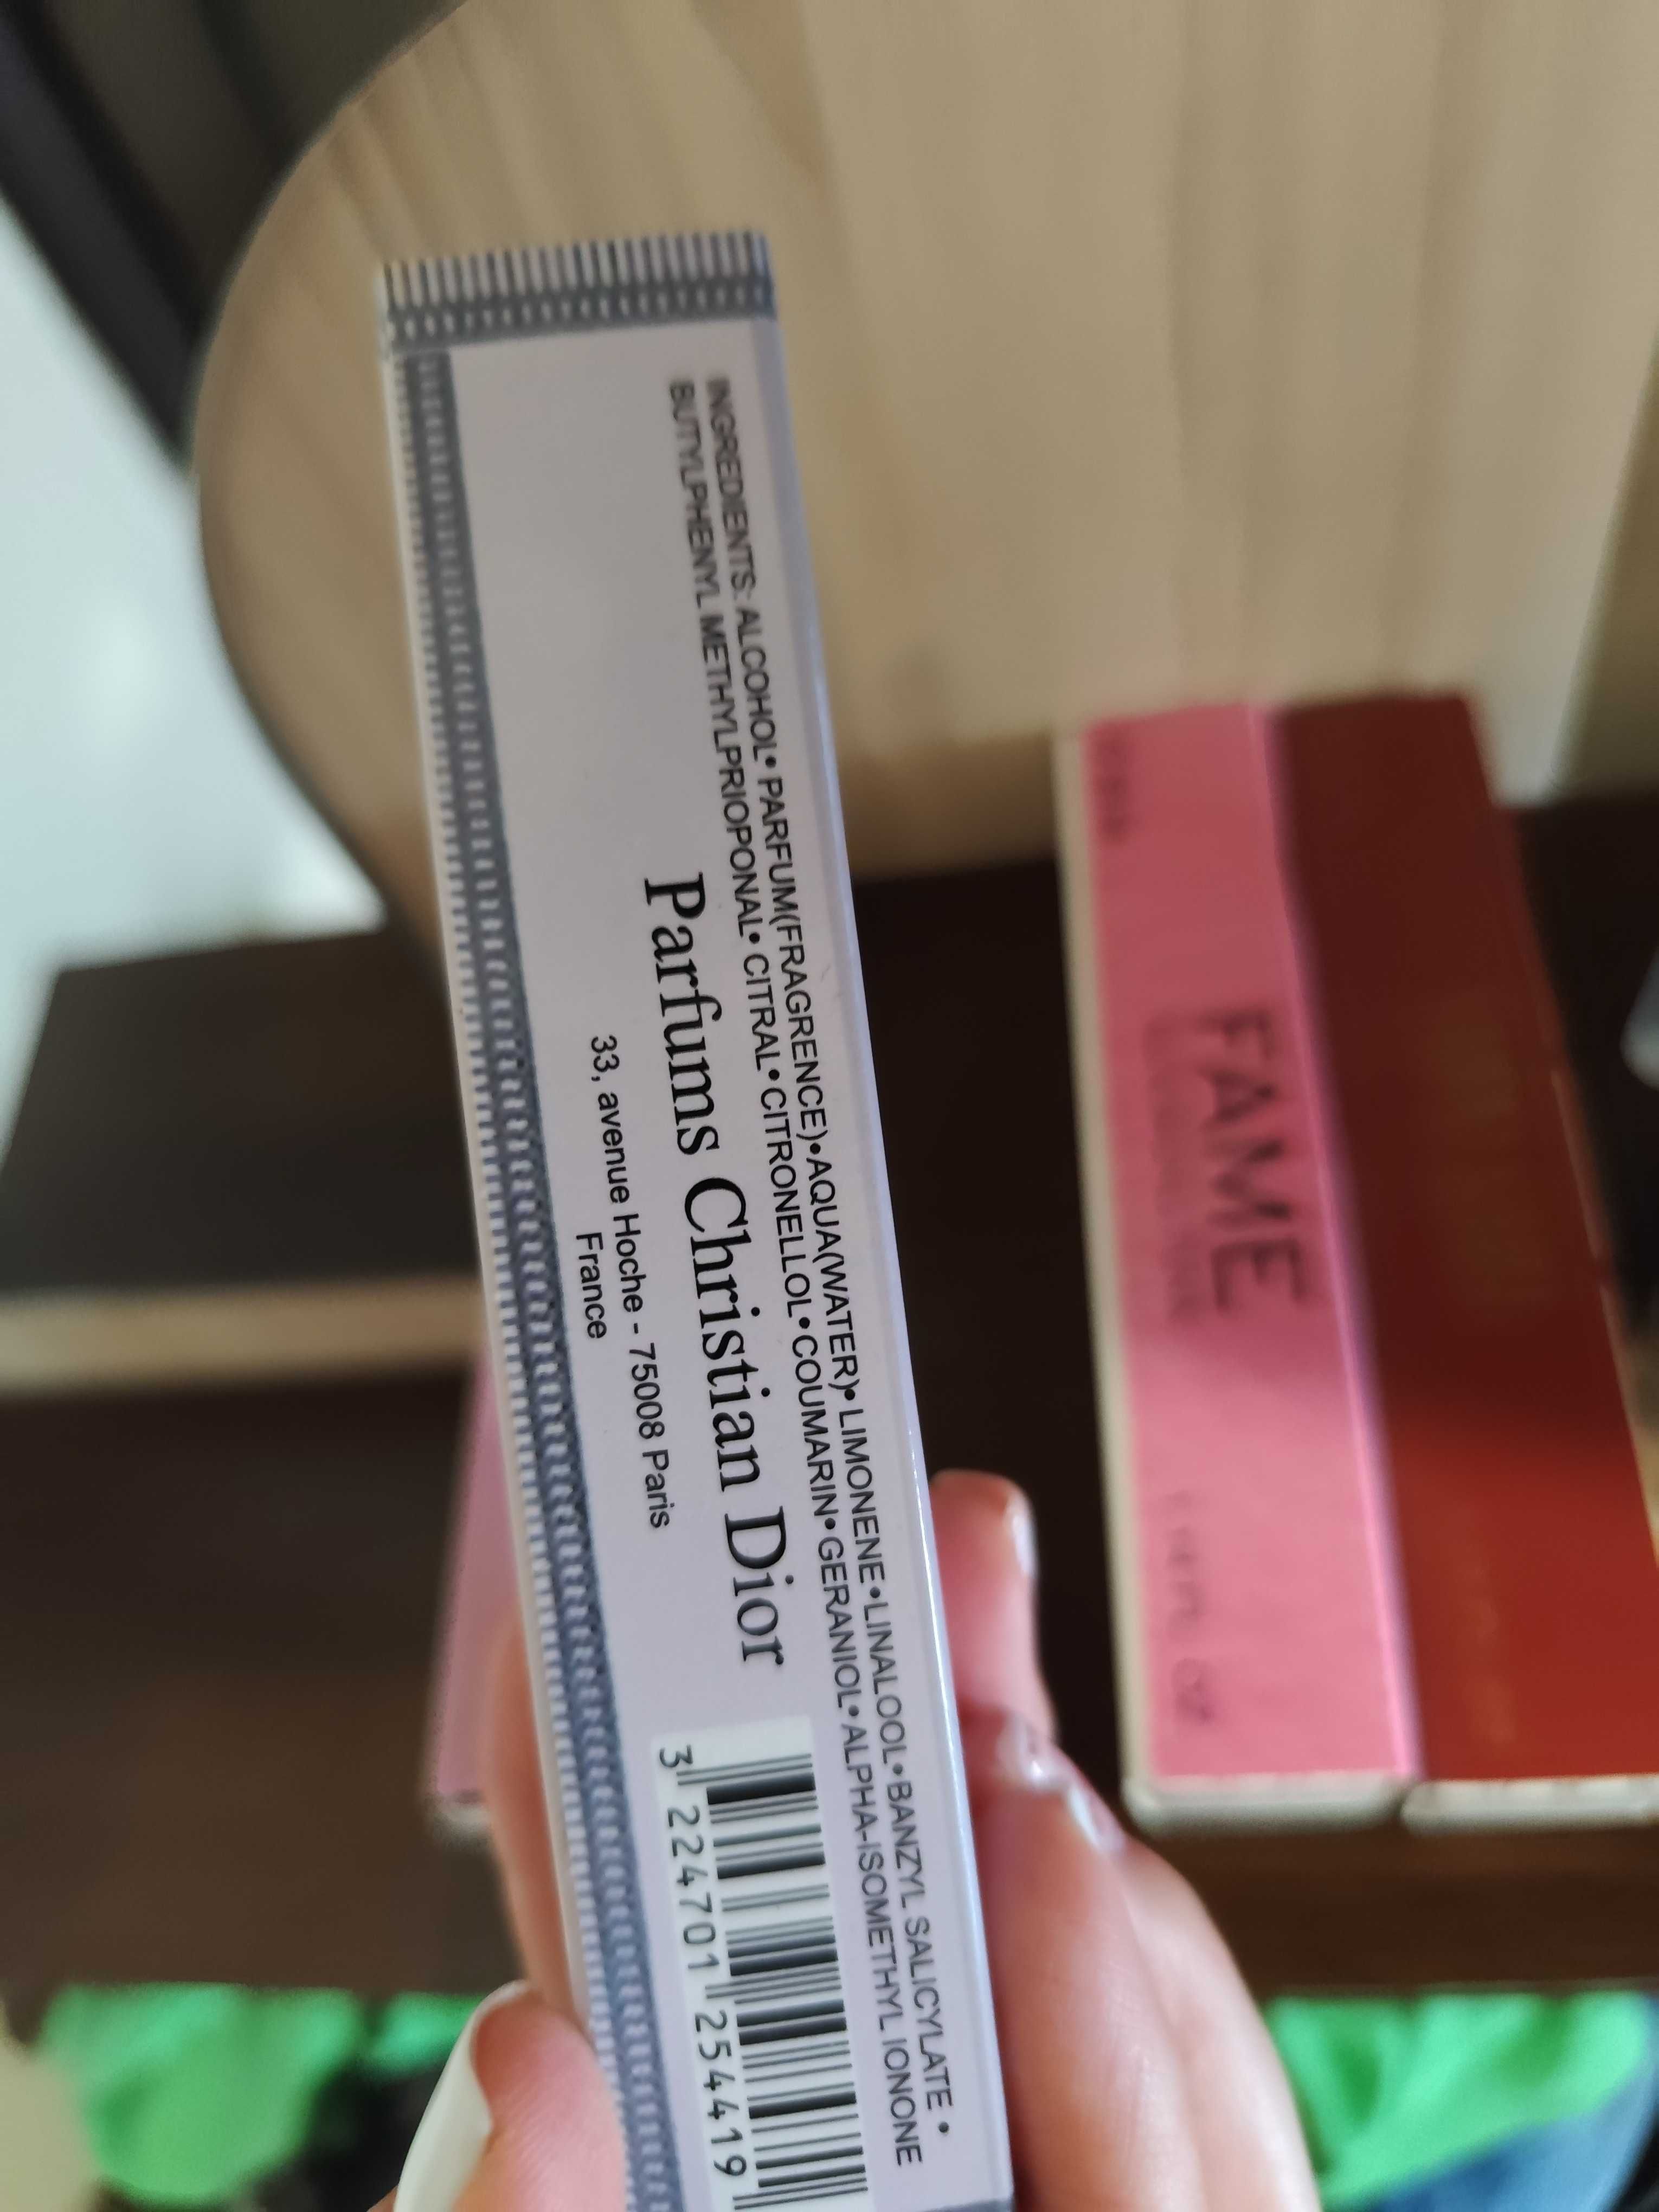 INGREDIENTS: ALCOHOL• PARFUM(FRAGRENCE)•AQUA(WATER)• LIMONENE•LINALOOL•BANZYL SALICYLATE •
BUTYLPHENYL METHYLPRIOPONAL• CITRAL•CITRONELLOL•COUMARIN•GERANIOL•ALPHA-ISOMETHYL IONONE
Parfums Christian Dior
33, avenue Hoche - 75008 Paris
France
3 224701 254419
FAME